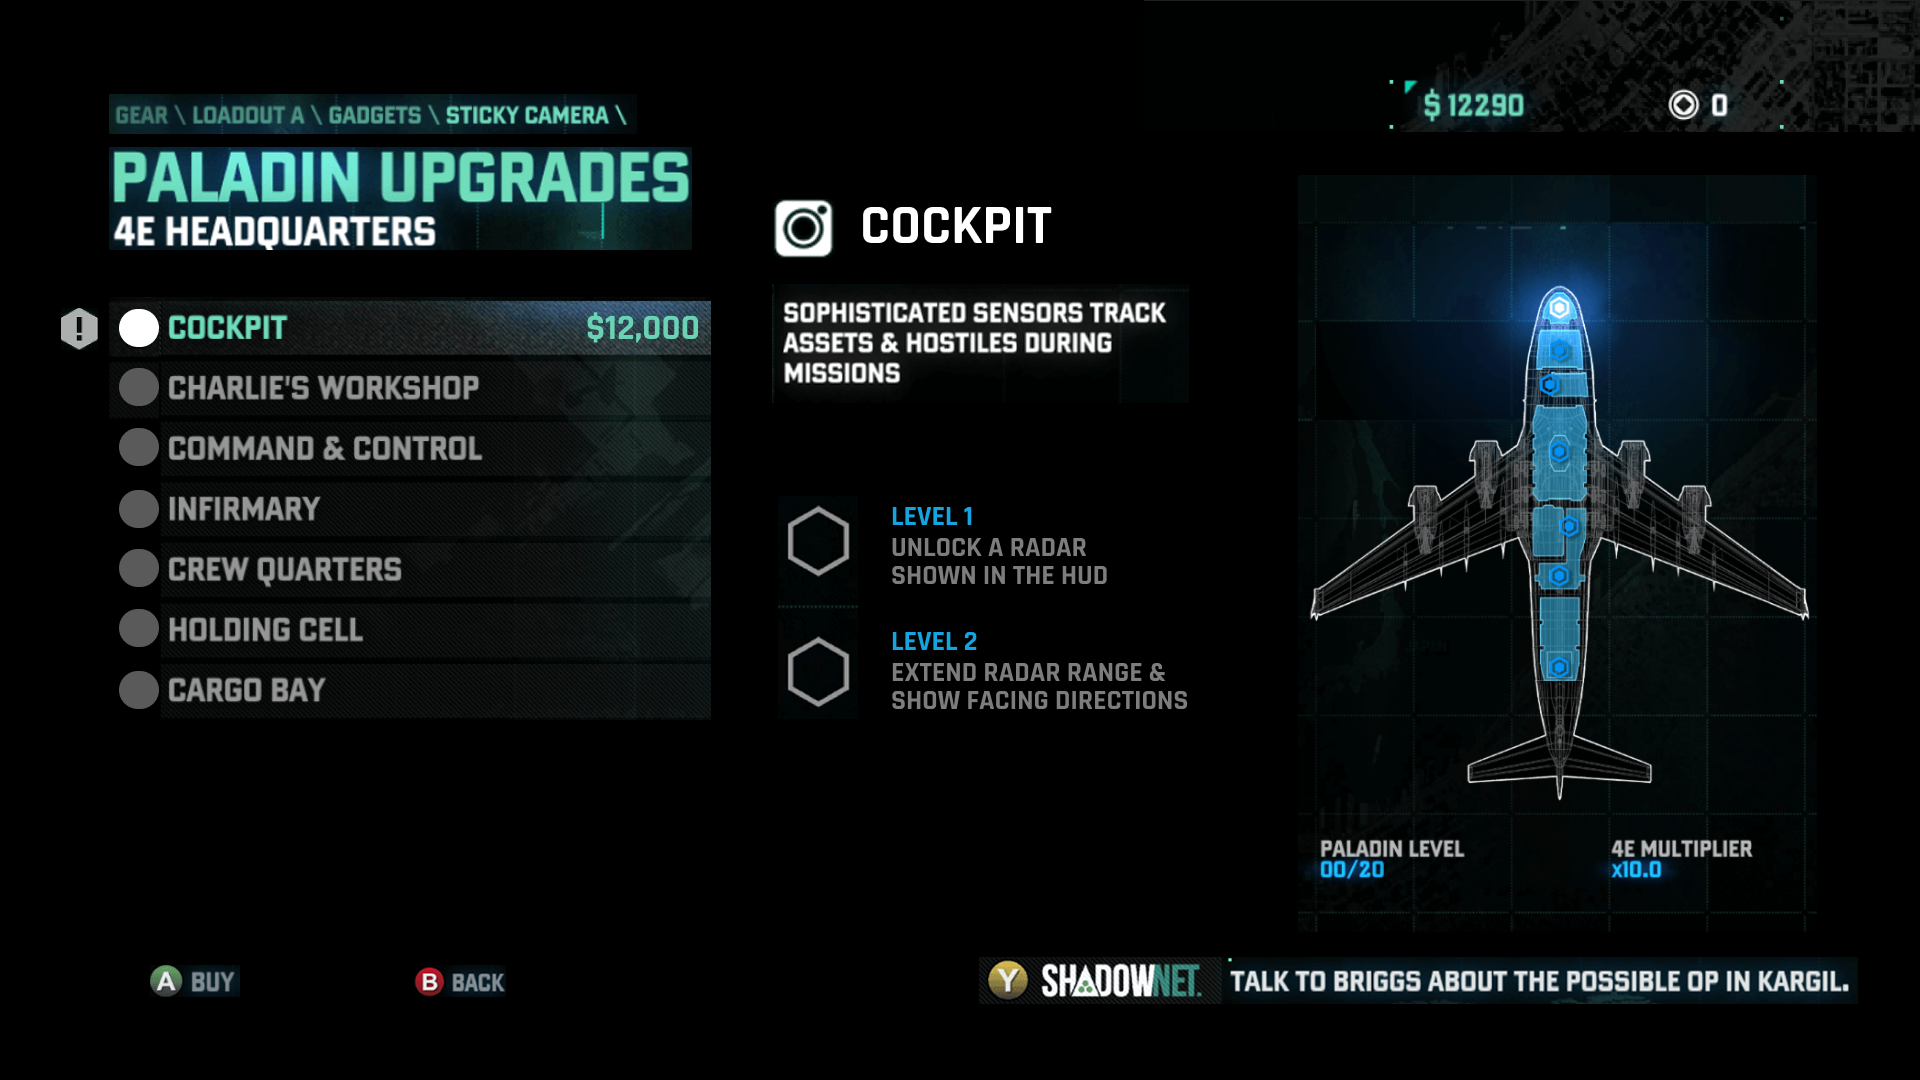 GEAR \ LOADOUT A \ GADGETS \ STICKY CAMERA \
$ 12290
0
PALADIN UPGRADES
4E HEADQUARTERS
COCKPIT $12,000
CHARLIE'S WORKSHOP
COMMAND & CONTROL
INFIRMARY
CREW QUARTERS
HOLDING CELL
CARGO BAY
COCKPIT
SOPHISTICATED SENSORS TRACK
ASSETS & HOSTILES DURING
MISSIONS
LEVEL 1
UNLOCK A RADAR
SHOWN IN THE HUD
LEVEL 2
EXTEND RADAR RANGE &
SHOW FACING DIRECTIONS
PALADIN LEVEL
00/20
4E MULTIPLIER
x10.0
A BUY
B BACK
Y SHADOWNET.
TALK TO BRIGGS ABOUT THE POSSIBLE OP IN KARGIL.